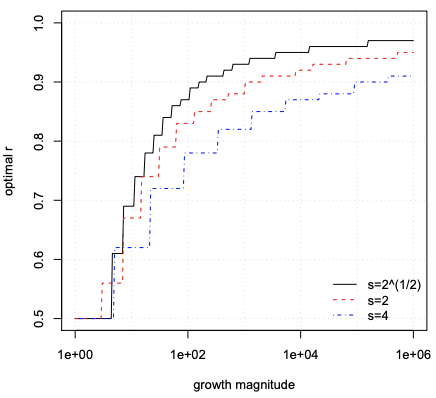 1.0
0.9
0.8
0.7
0.6
0.5
optimal r
s=2^(1/2)
s=2
s=4
1e+00 1e+02 1e+04 1e+06
growth magnitude